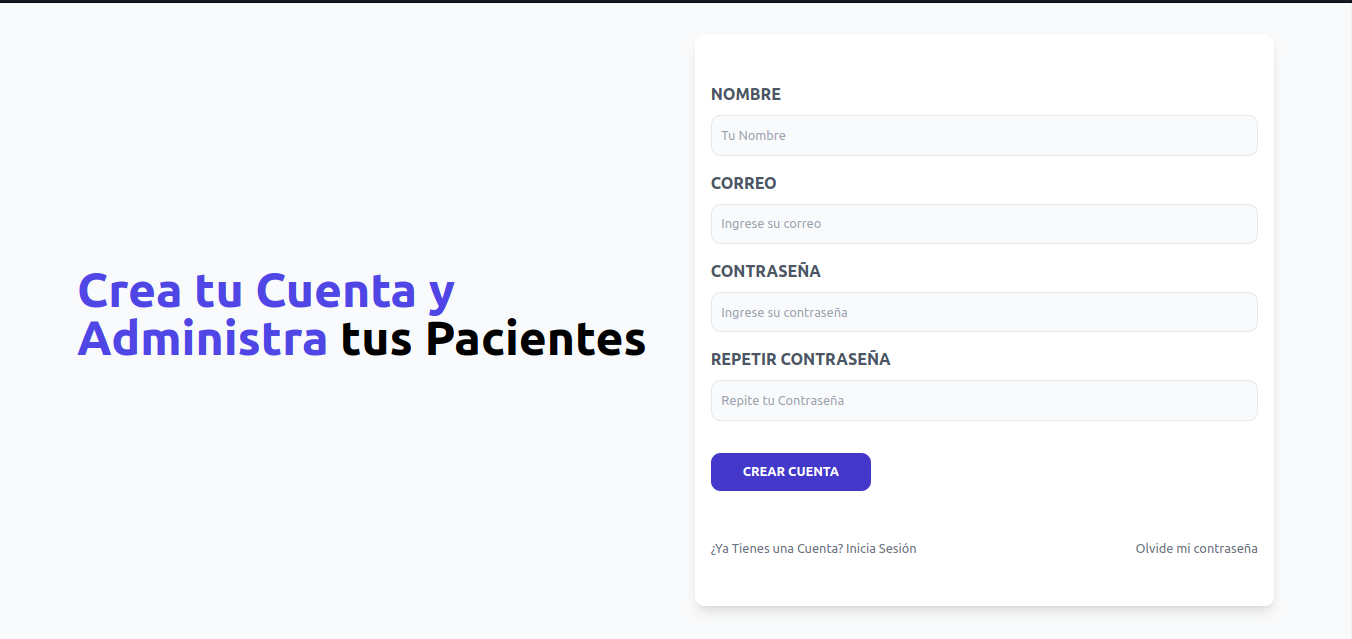 Crea tu Cuenta y
Administra tus Pacientes
NOMBRE
Tu Nombre
CORREO
Ingrese su correo
CONTRASEÑA
Ingrese su contraseña
REPETIR CONTRASEÑA
Repite tu Contraseña
CREAR CUENTA
¿Ya Tienes una Cuenta? Inicia Sesión
Olvide mi contraseña